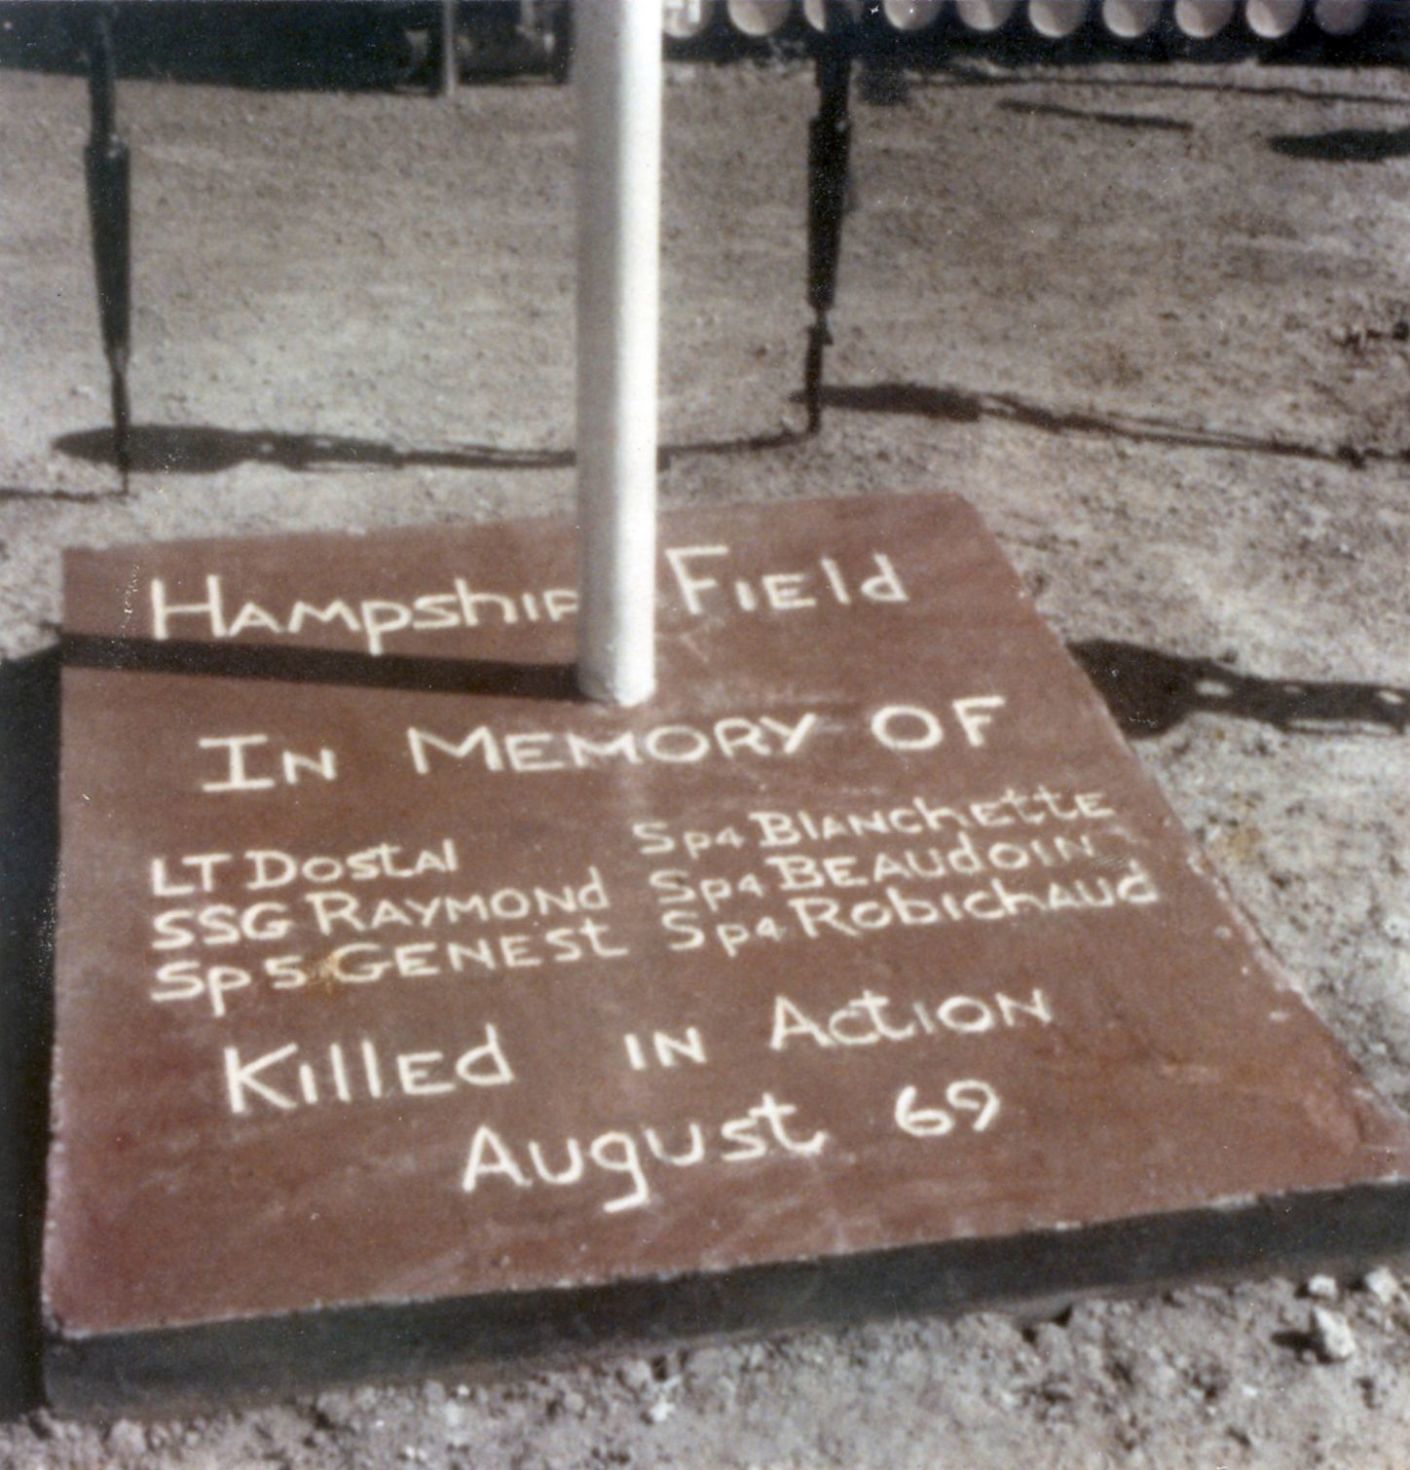 Hampshir Field
In Memory of
LT Dostal
SSG Raymond
Sp5 Genest
Sp4 Blanchette
Sp4 Beaudoin
Sp4 Robichaud
Killed in Action
August 69